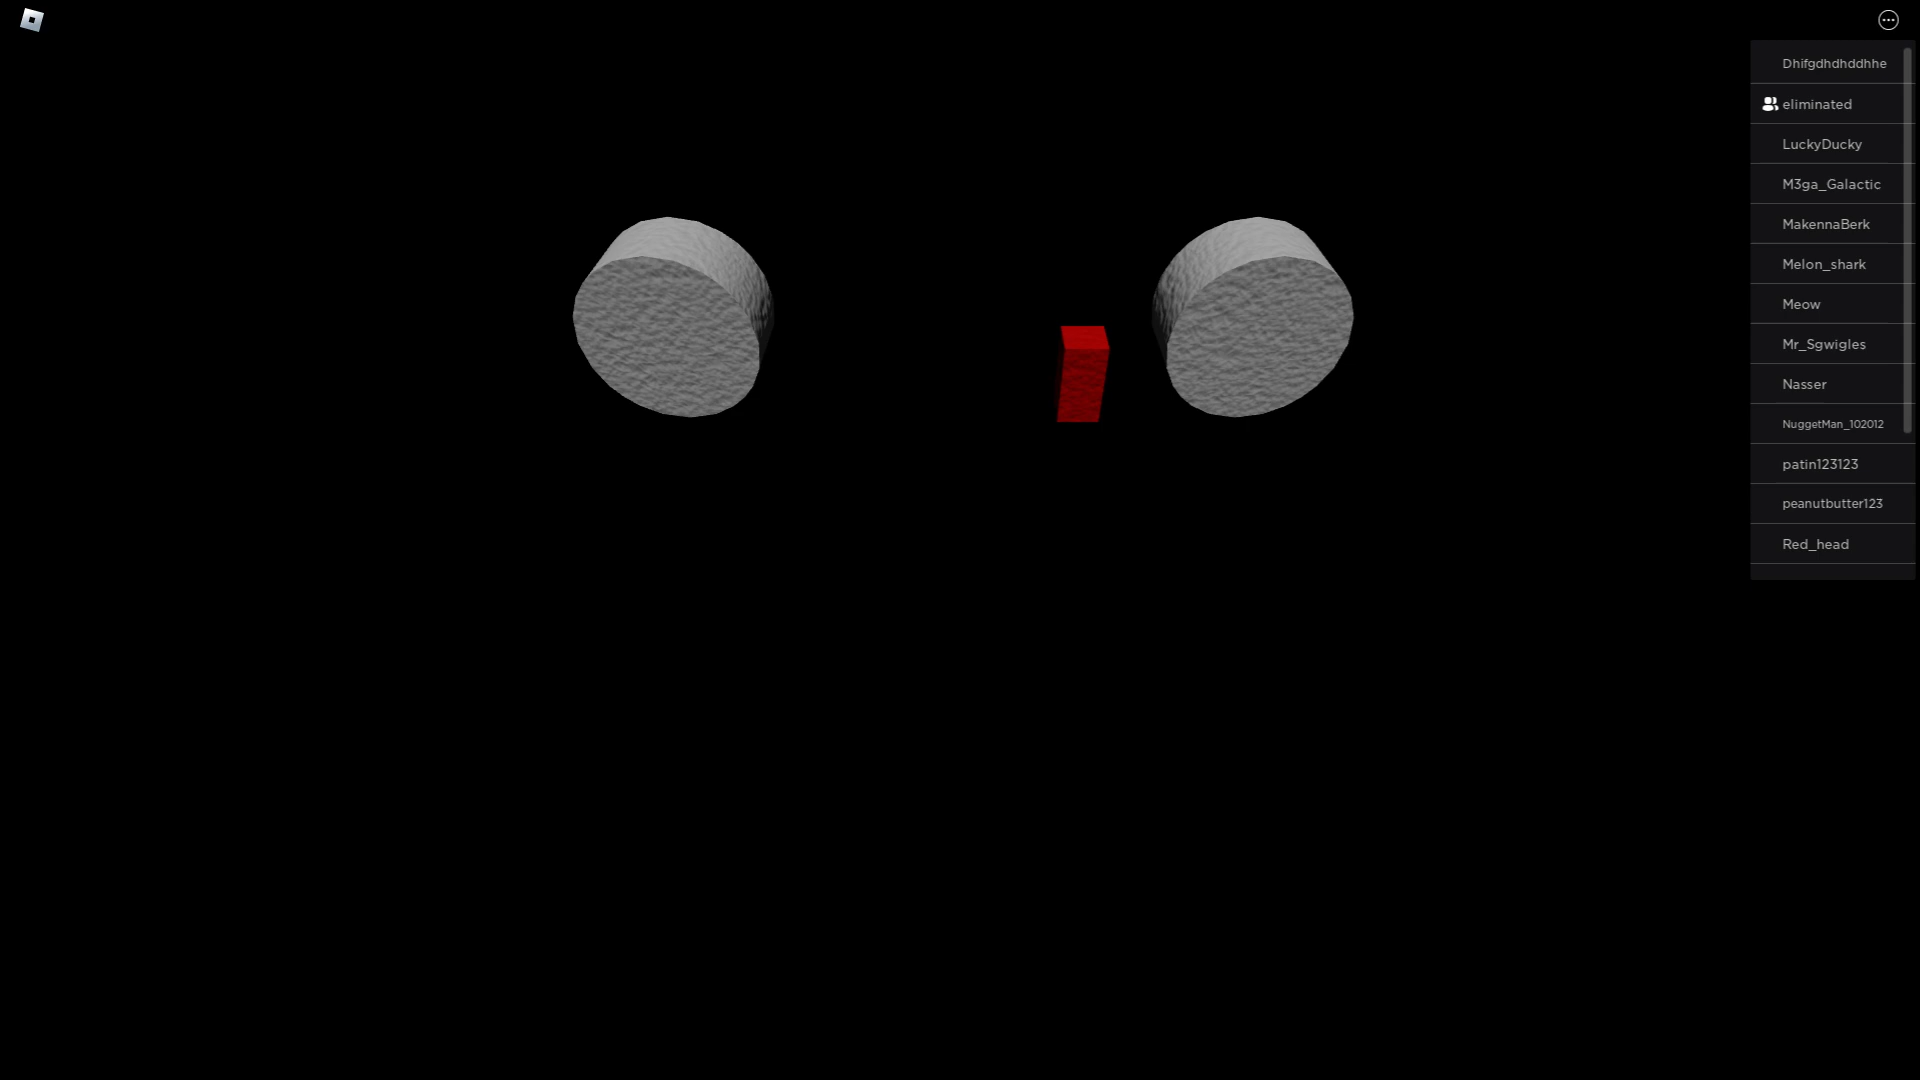 Dhifgdhdhddhhe
eliminated
LuckyDucky
M3ga_Galactic
MakennaBerk
Melon_shark
Meow
Mr_Sgwigles
Nasser
NuggetMan_102012
patin123123
peanutbutter123
Red_head